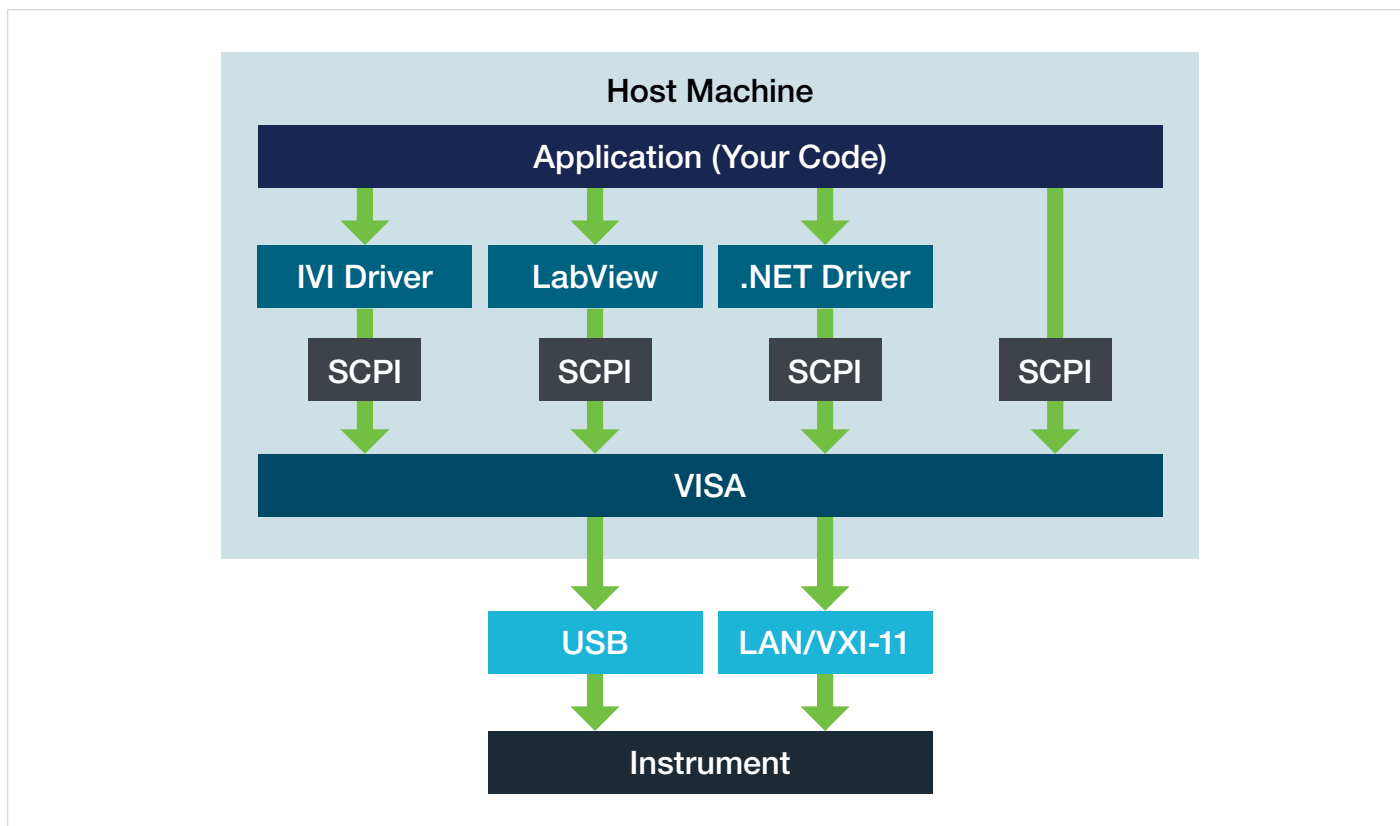 Host Machine
Application (Your Code)
IVI Driver
LabView
.NET Driver
SCPI
SCPI
SCPI
SCPI
VISA
USB
LAN/VXI-11
Instrument